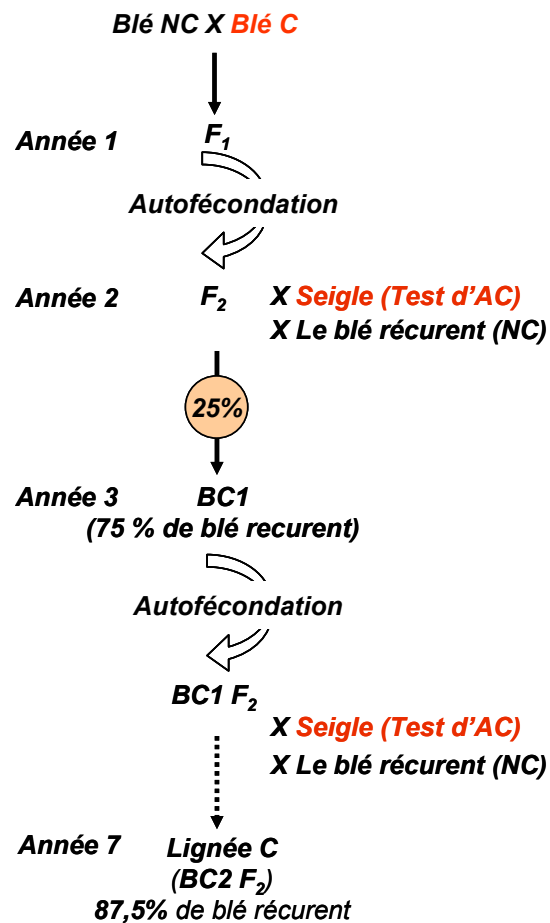 Blé NC X Blé C
Année 1 F1
Autofécondation
Année 2 F2 X Seigle (Test d'AC)
X Le blé récurent (NC)
25%
Année 3 BC1
(75 % de blé recurent)
Autofécondation
BC1 F2
X Seigle (Test d'AC)
X Le blé récurent (NC)
Année 7 Lignée C
(BC2 F2)
87,5% de blé récurent